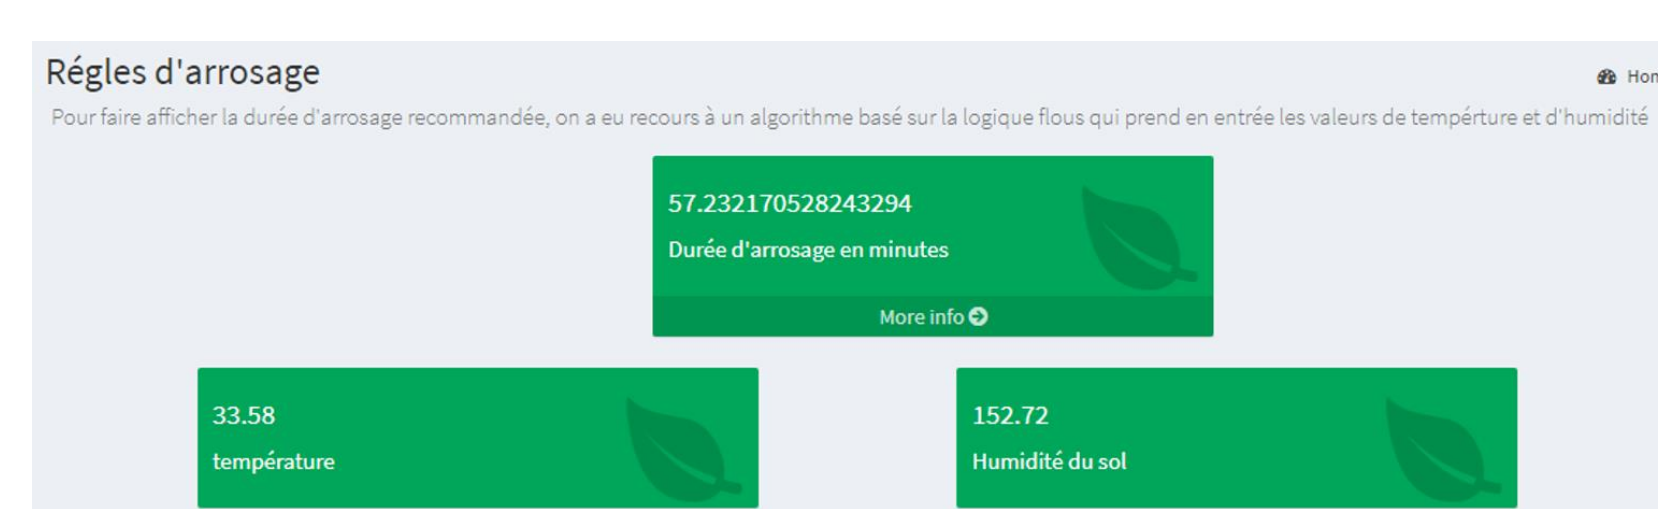 Régles d'arrosage
Pour faire afficher la durée d'arrosage recommandée, on a eu recours à un algorithme basé sur la logique flous qui prend en entrée les valeurs de tempérture et d'humidité
57.232170528243294
Durée d'arrosage en minutes
More info
33.58
température
152.72
Humidité du sol